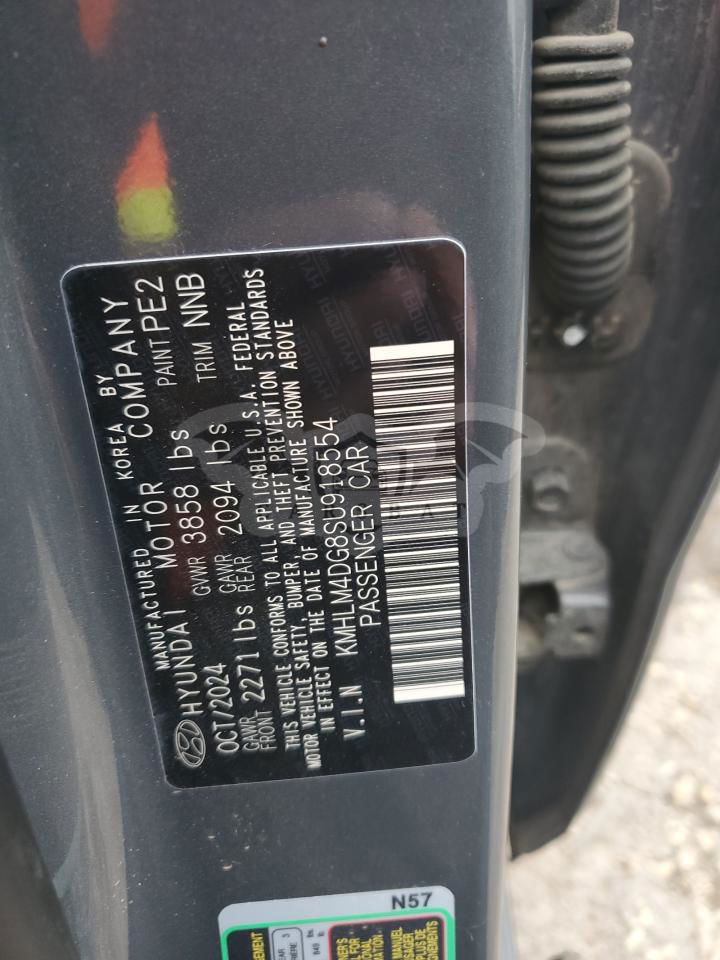 MANUFACTURED IN KOREA BY
HYUNDAI MOTOR COMPANY
OCT/2024 GVWR 3858 lbs PAINT PE2
GAWR FRONT 2271 lbs GAWR REAR 2094 lbs TRIM NNB
THIS VEHICLE CONFORMS TO ALL APPLICABLE U.S.A. FEDERAL
MOTOR VEHICLE SAFETY, BUMPER, AND THEFT PREVENTION STANDARDS
IN EFFECT ON THE DATE OF MANUFACTURE SHOWN ABOVE
V.I.N KMHLM4DG8SU918554
PASSENGER CAR
N57